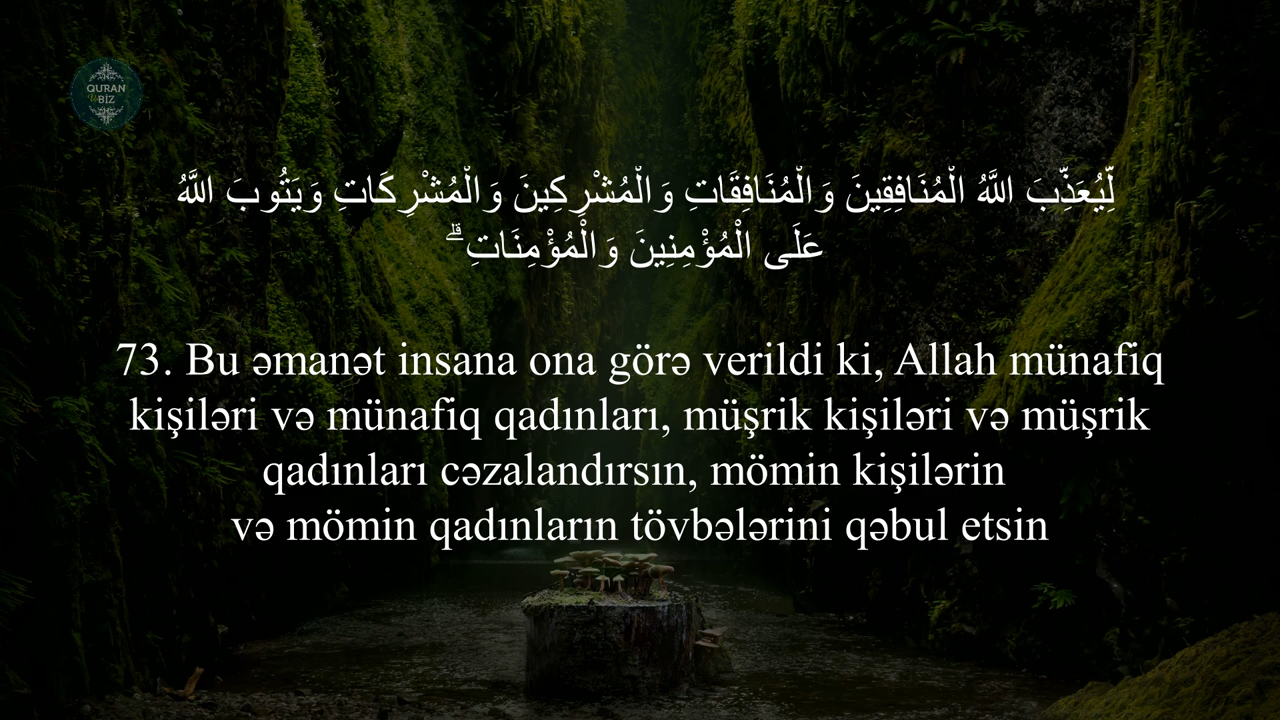 QURAN
Və
BİZ
لِّيُعَذِّبَ اللَّهُ الْمُنَافِقِينَ وَالْمُنَافِقَاتِ وَالْمُشْرِكِينَ وَالْمُشْرِكَاتِ وَيَتُوبَ اللَّهُ
عَلَى الْمُؤْمِنِينَ وَالْمُؤْمِنَاتِ ۗ
73. Bu əmanət insana ona görə verildi ki, Allah münafiq
kişiləri və münafiq qadınları, müşrik kişiləri və müşrik
qadınları cəzalandırsın, mömin kişilərin
və mömin qadınların tövbələrini qəbul etsin